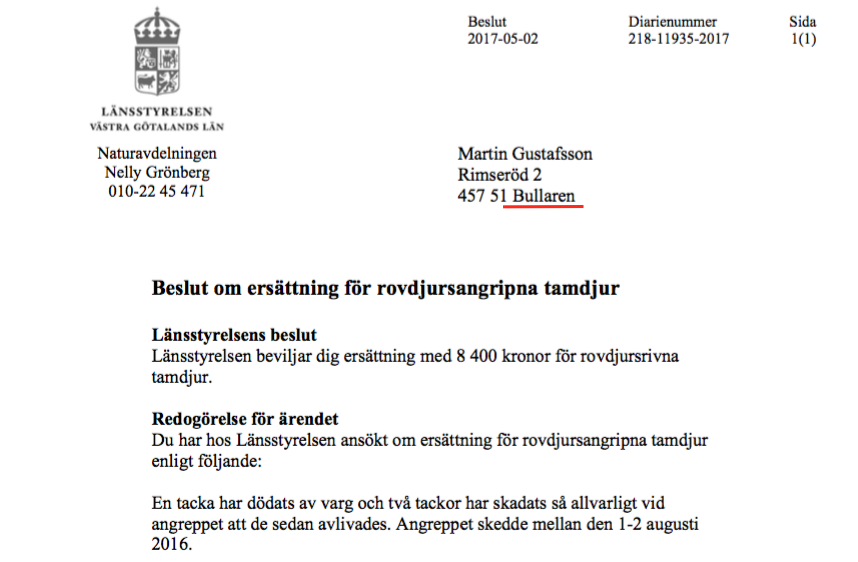 Beslut
2017-05-02
Diarienummer
218-11935-2017
Sida
1(1)
LÄNSSTYRELSEN
VÄSTRA GÖTALANDS LÄN
Naturavdelningen
Nelly Grönberg
010-22 45 471
Martin Gustafsson
Rimseröd 2
457 51 Bullaren
Beslut om ersättning för rovdjursangripna tamdjur
Länsstyrelsens beslut
Länsstyrelsen beviljar dig ersättning med 8 400 kronor för rovdjursrivna
tamdjur.
Redogörelse för ärendet
Du har hos Länsstyrelsen ansökt om ersättning för rovdjursangripna tamdjur
enligt följande:
En tacka har dödats av varg och två tackor har skadats så allvarligt vid
angreppet att de sedan avlivades. Angreppet skedde mellan den 1-2 augusti
2016.